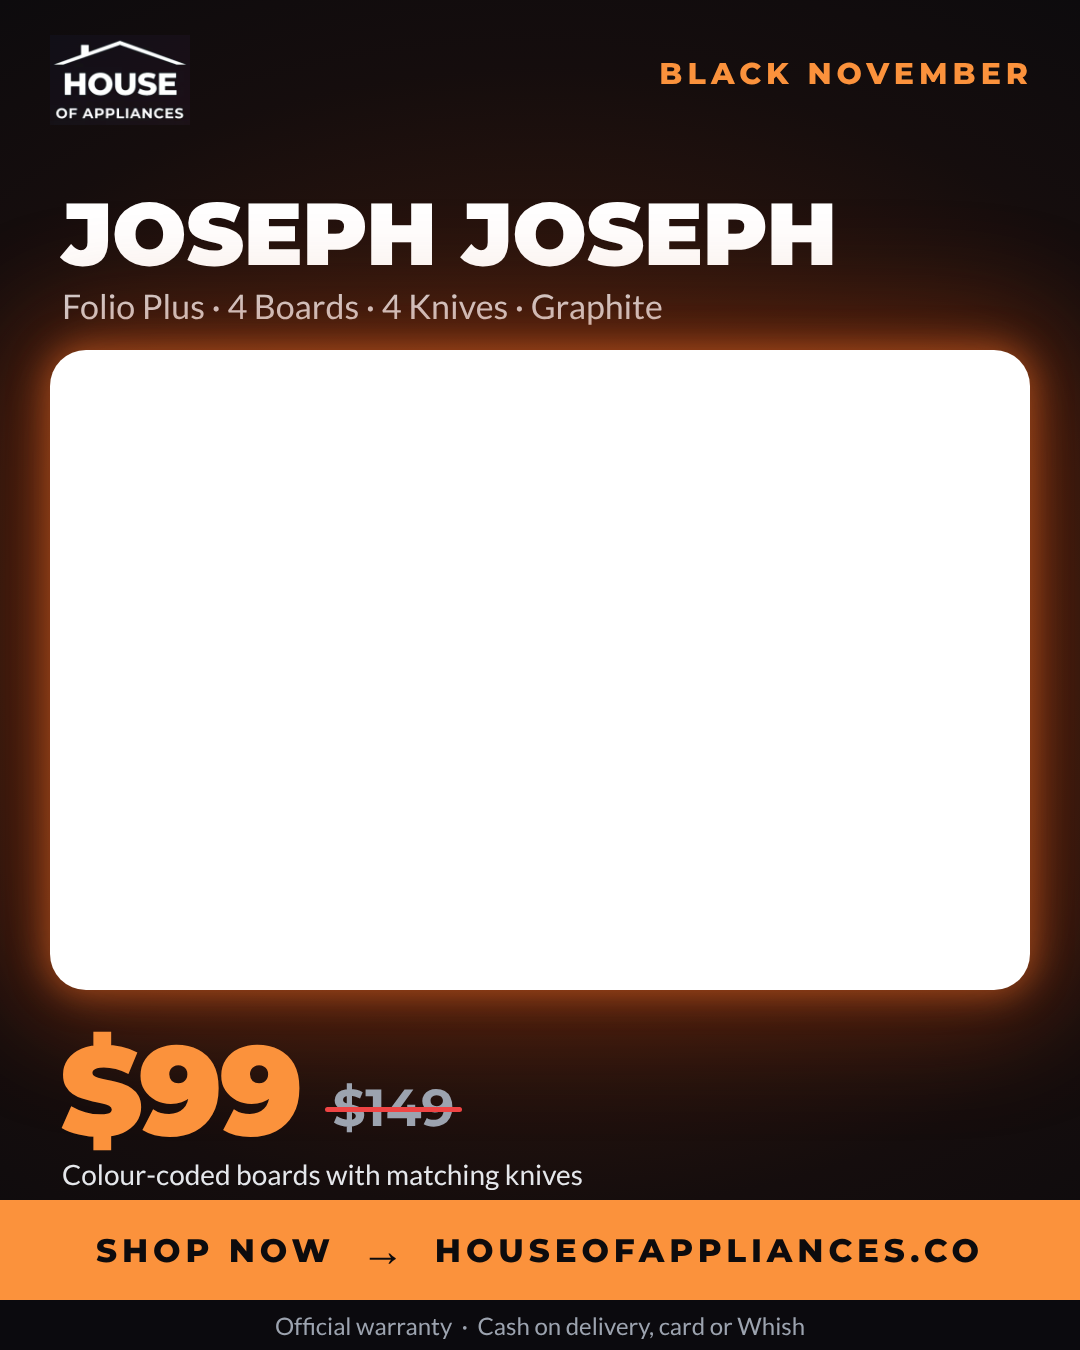 HOUSE
OF APPLIANCES
BLACK NOVEMBER
JOSEPH JOSEPH
Folio Plus · 4 Boards · 4 Knives · Graphite
$99 $149
Colour-coded boards with matching knives
SHOP NOW → HOUSEOFAPPLIANCES.CO
Official warranty · Cash on delivery, card or Whish